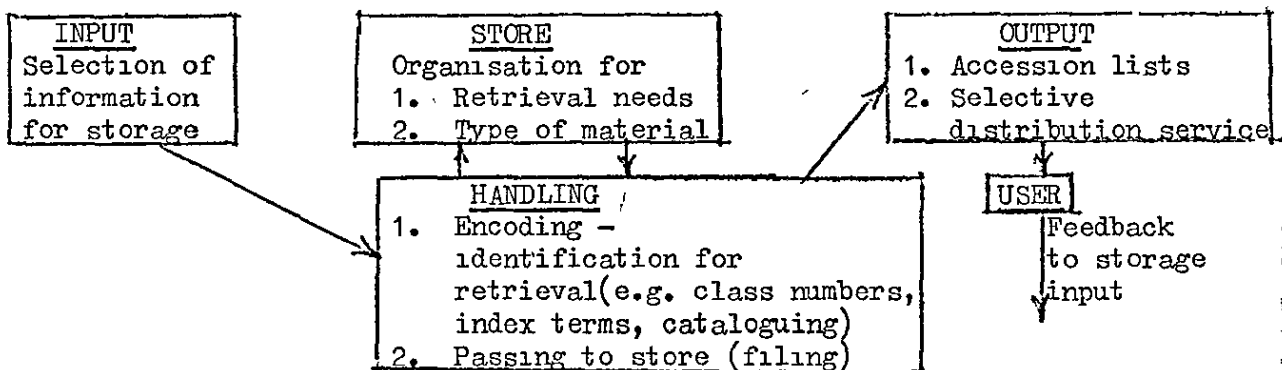 INPUT
Selection of
information
for storage
STORE
Organisation for
1. Retrieval needs
2. Type of material
OUTPUT
1. Accession lists
2. Selective
distribution service
HANDLING
1. Encoding –
identification for
retrieval(e.g. class numbers,
index terms, cataloguing)
2. Passing to store (filing)
USER
Feedback
to storage
input